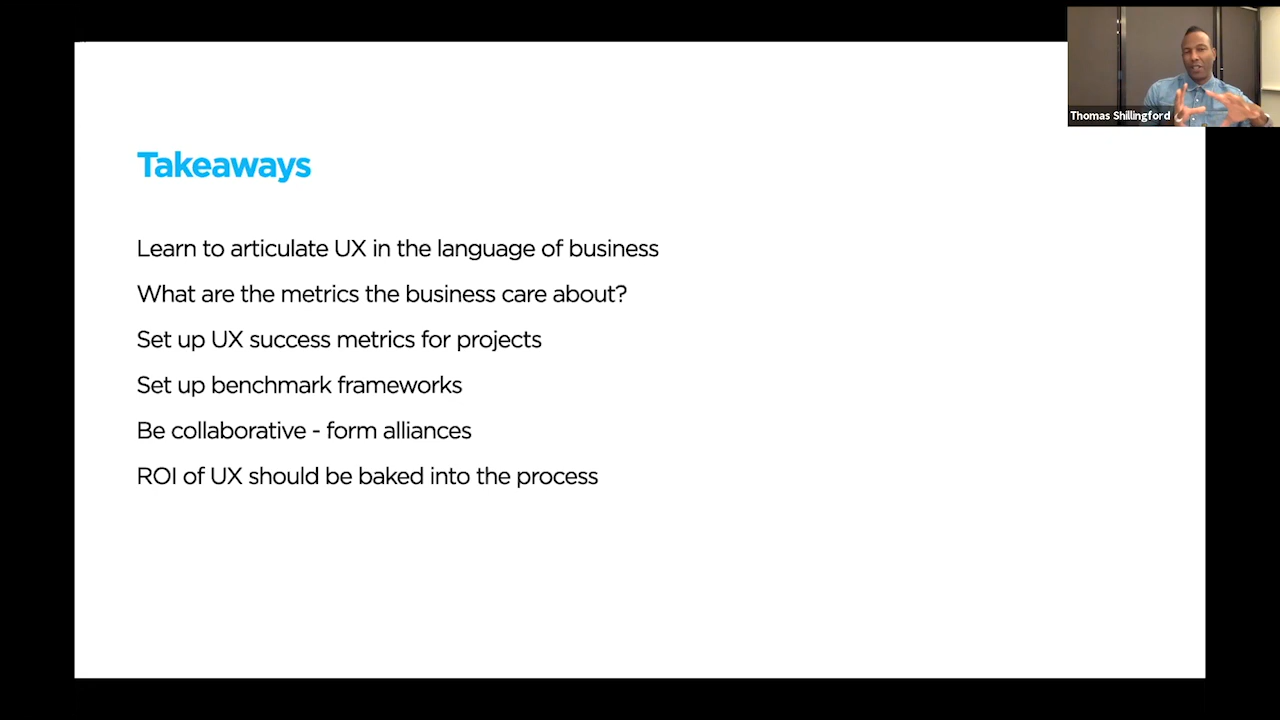 Thomas Shillingford
Takeaways
Learn to articulate UX in the language of business
What are the metrics the business care about?
Set up UX success metrics for projects
Set up benchmark frameworks
Be collaborative - form alliances
ROI of UX should be baked into the process